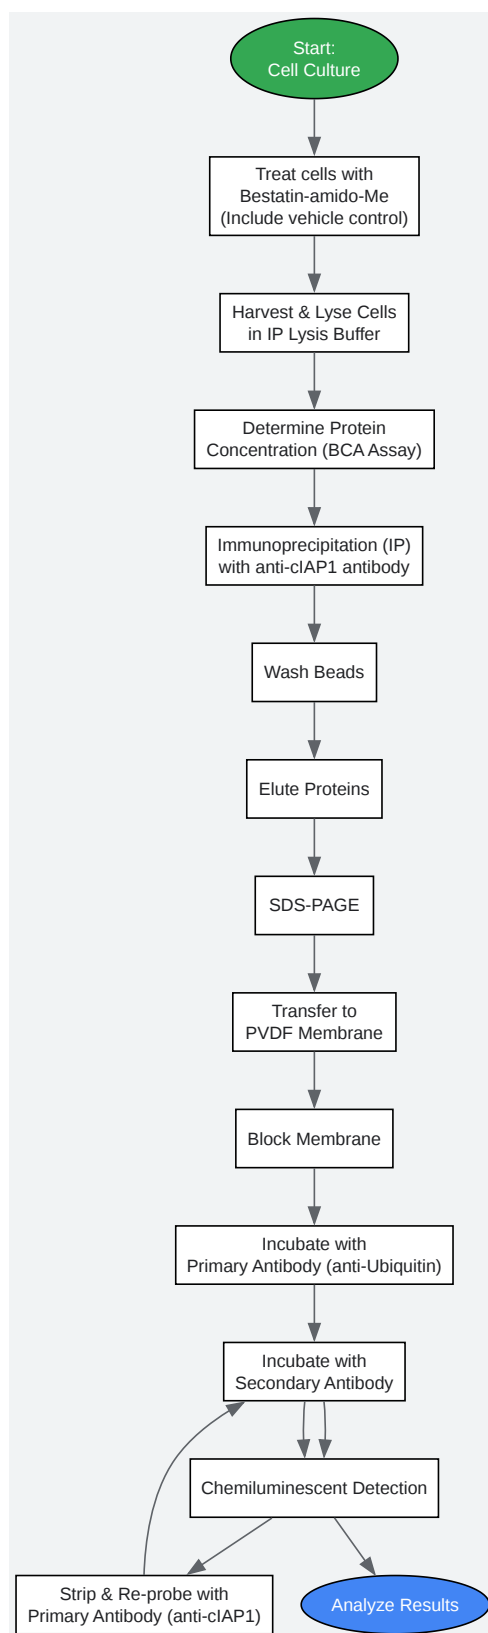 Start:
Cell Culture
Treat cells with
Bestatin-amido-Me
(Include vehicle control)
Harvest & Lyse Cells
in IP Lysis Buffer
Determine Protein
Concentration (BCA Assay)
Immunoprecipitation (IP)
with anti-cIAP1 antibody
Wash Beads
Elute Proteins
SDS-PAGE
Transfer to
PVDF Membrane
Block Membrane
Incubate with
Primary Antibody (anti-Ubiquitin)
Incubate with
Secondary Antibody
Chemiluminescent Detection
Strip & Re-probe with
Primary Antibody (anti-cIAP1)
Analyze Results